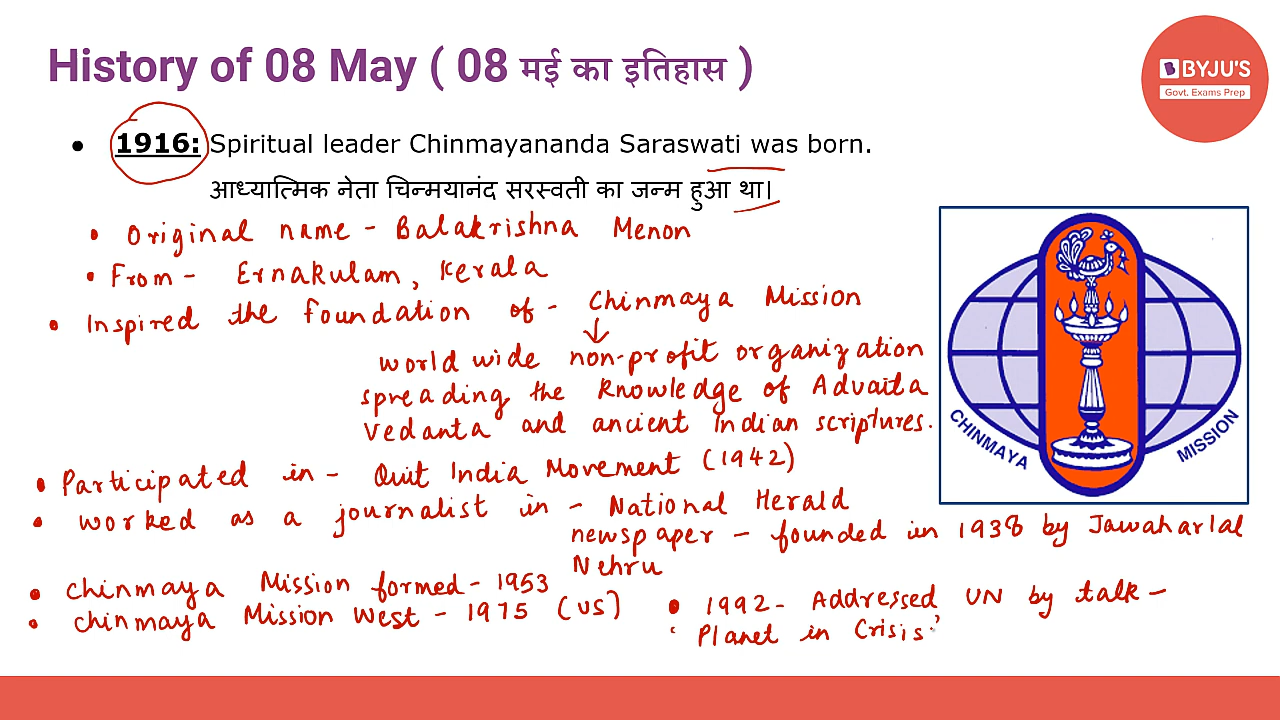 History of 08 May ( 08 मई का इतिहास )
BYJU'S
Govt. Exams Prep
1916: Spiritual leader Chinmayananda Saraswati was born.
आध्यात्मिक नेता चिन्मयानंद सरस्वती का जन्म हुआ था।
• Original name - Balakrishna Menon
• From - Ernakulam, Kerala
• Inspired the foundation of - Chinmaya Mission
world wide non-profit organization
spreading the knowledge of Advaita
Vedanta and ancient Indian scriptures.
CHINMAYA MISSION
• Participated in - Quit India Movement (1942)
• worked as a journalist in - National Herald
newspaper - founded in 1938 by Jawaharlal
Nehru
• Chinmaya Mission formed - 1953
• Chinmaya Mission West - 1975 (US)
• 1992 - Addressed UN by talk -
'Planet in Crisis'